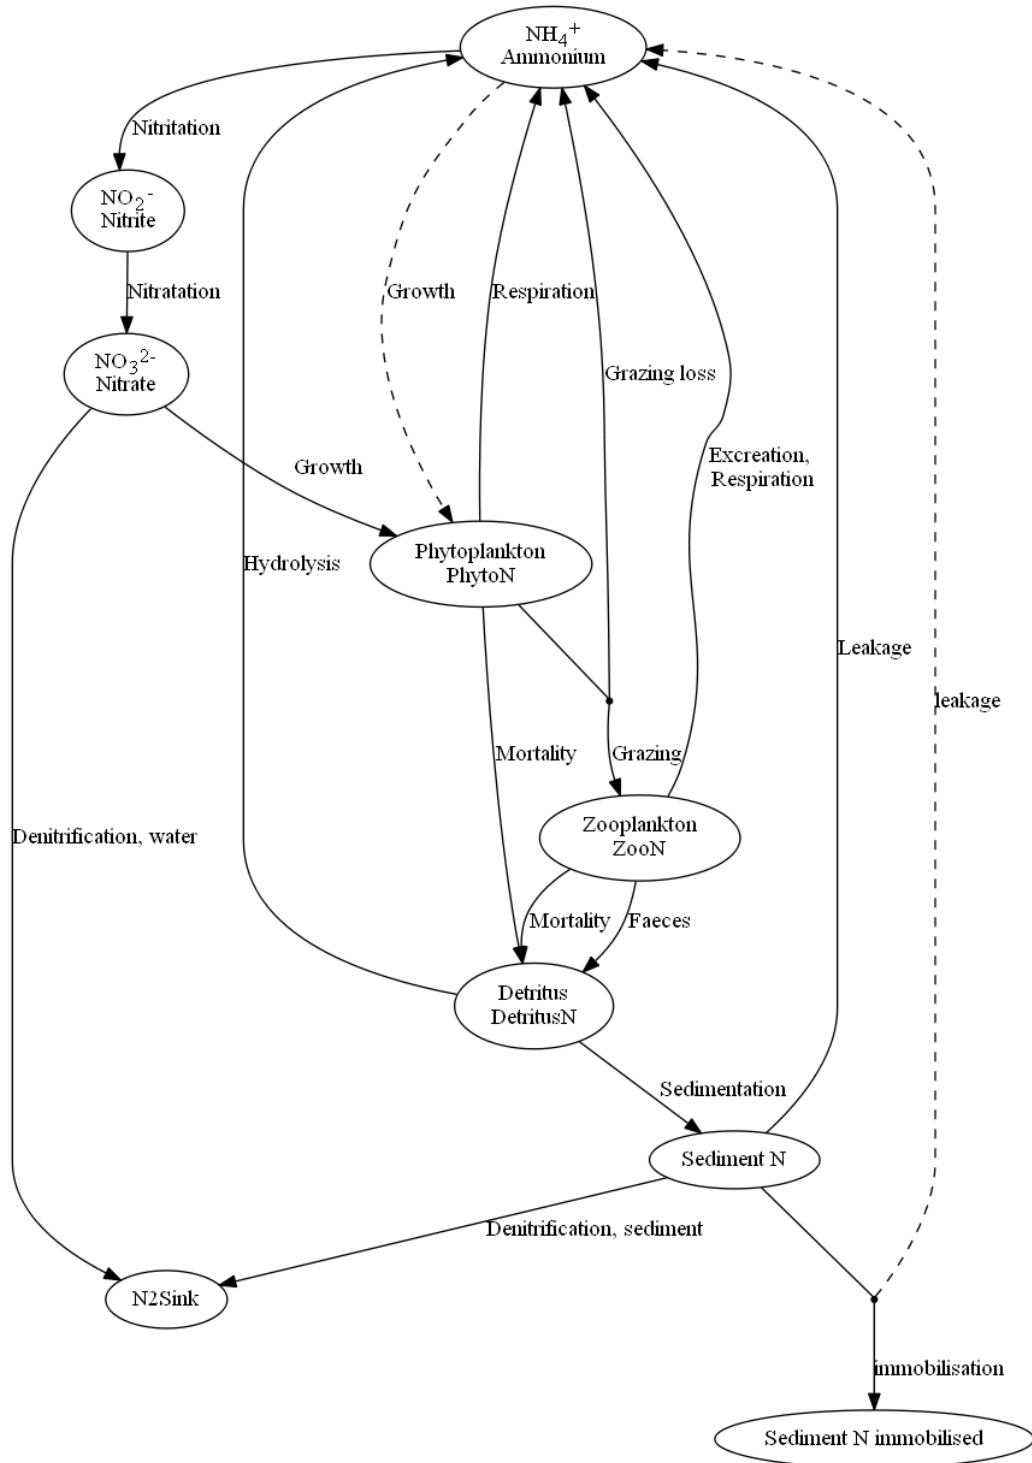 NH4+
Ammonium
Nitritation
NO2-
Nitrite
Nitratation
Growth
Respiration
NO32-
Nitrate
Grazing loss
Growth
Excreation,
Respiration
Phytoplankton
PhytoN
Hydrolysis
Leakage
leakage
Mortality
Grazing
Zooplankton
ZooN
Denitrification, water
Mortality
Faeces
Detritus
DetritusN
Sedimentation
Sediment N
Denitrification, sediment
N2Sink
immobilisation
Sediment N immobilised